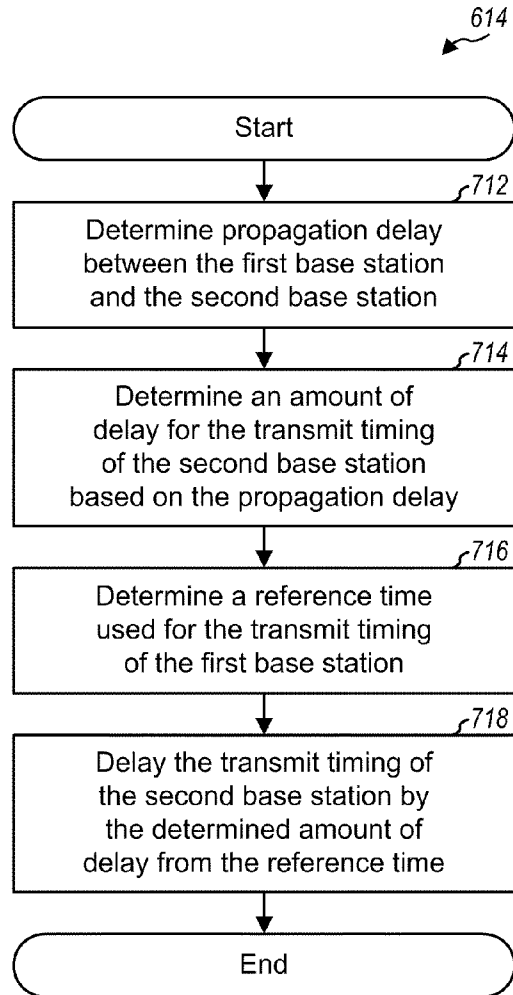 614
Start
712
Determine propagation delay
between the first base station
and the second base station
714
Determine an amount of
delay for the transmit timing
of the second base station
based on the propagation delay
716
Determine a reference time
used for the transmit timing
of the first base station
718
Delay the transmit timing of
the second base station by
the determined amount of
delay from the reference time
End